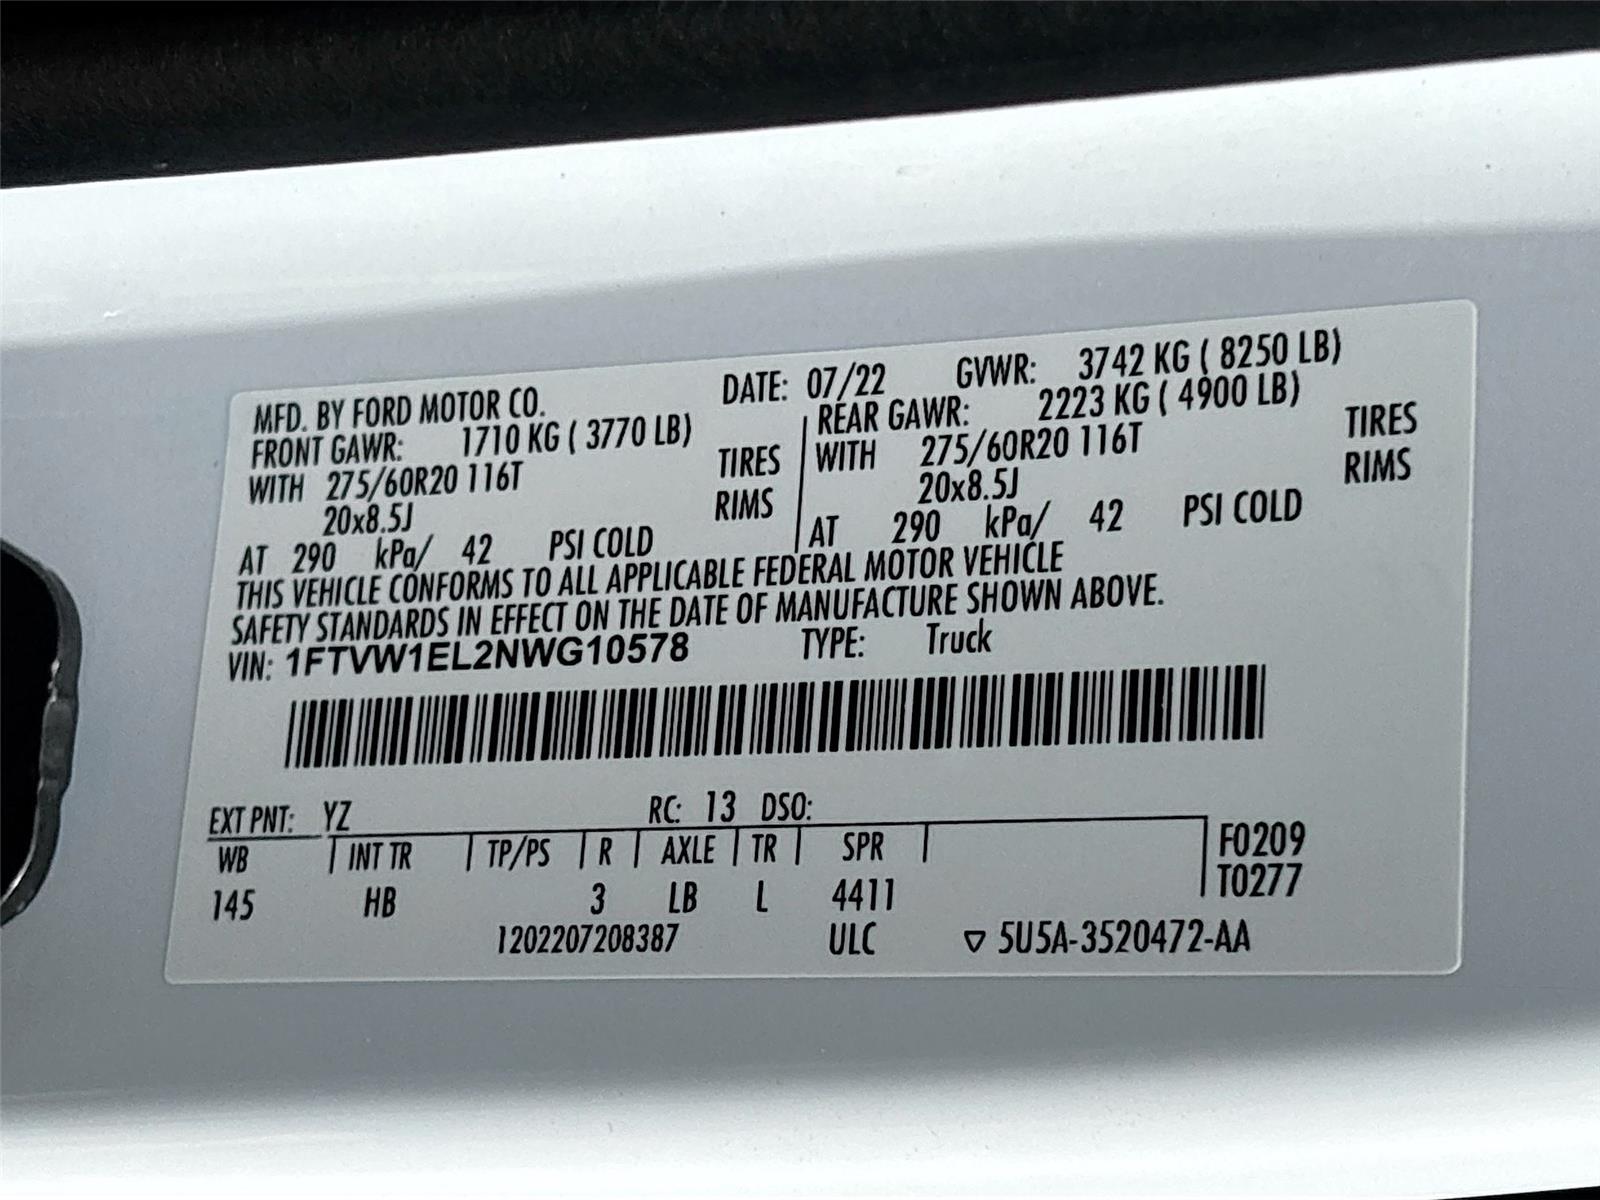 MFD. BY FORD MOTOR CO. DATE: 07/22 GVWR: 3742 KG ( 8250 LB)
FRONT GAWR: 1710 KG ( 3770 LB) REAR GAWR: 2223 KG ( 4900 LB)
WITH 275/60R20 116T TIRES WITH 275/60R20 116T TIRES
20x8.5J RIMS 20x8.5J RIMS
AT 290 kPa/ 42 PSI COLD AT 290 kPa/ 42 PSI COLD
THIS VEHICLE CONFORMS TO ALL APPLICABLE FEDERAL MOTOR VEHICLE
SAFETY STANDARDS IN EFFECT ON THE DATE OF MANUFACTURE SHOWN ABOVE.
VIN: 1FTVW1EL2NWG10578 TYPE: Truck
EXT PNT: YZ RC: 13 DSO:
WB INT TR TP/PS R AXLE TR SPR F0209
145 HB 3 LB L 4411 T0277
1202207208387 ULC ▽ 5U5A-3520472-AA